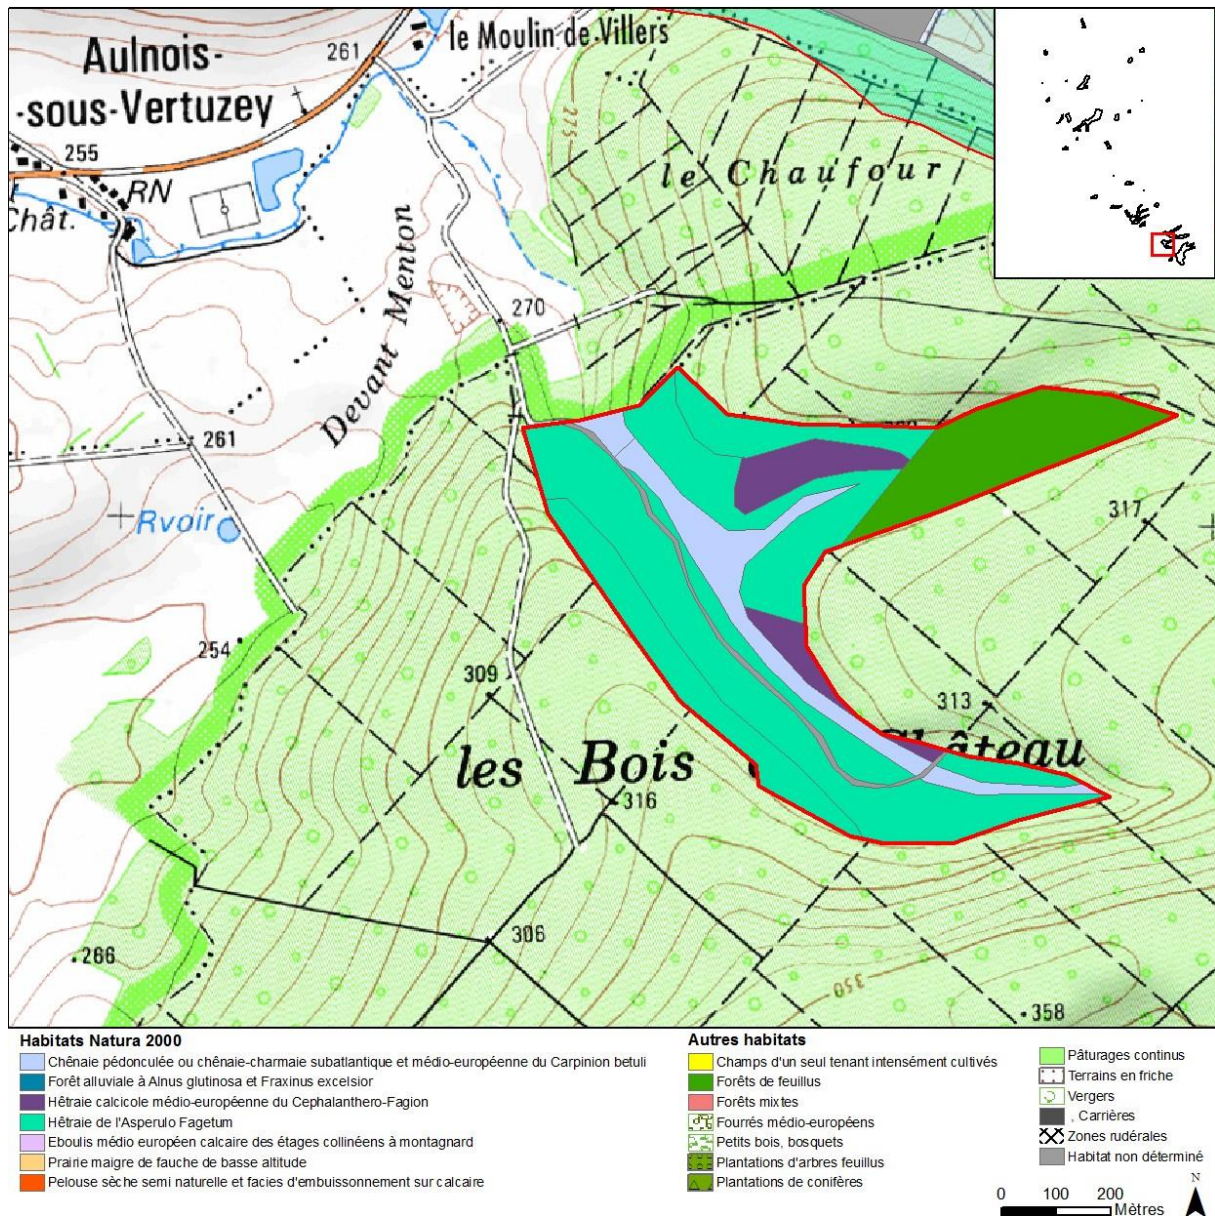 le Moulin de Villers
261
Aulnois-
-sous-Vertuzey
255
RN
Chât.
275
le Chaufour
Devant Menton
270
261
Rvoir
254
309
317
313
les Bois
Château
316
306
266
350
358
Habitats Natura 2000
Chênaie pédonculée ou chênaie-charmaie subatlantique et médio-européenne du Carpinion betuli
Forêt alluviale à Alnus glutinosa et Fraxinus excelsior
Hêtraie calcicole médio-européenne du Cephalanthero-Fagion
Hêtraie de l'Asperulo Fagetum
Eboulis médio européen calcaire des étages collinéens à montagnard
Prairie maigre de fauche de basse altitude
Pelouse sèche semi naturelle et facies d'embuissonnement sur calcaire
Autres habitats
Champs d'un seul tenant intensément cultivés
Forêts de feuillus
Forêts mixtes
Fourrés médio-européens
Petits bois, bosquets
Plantations d'arbres feuillus
Plantations de conifères
Pâturages continus
Terrains en friche
Vergers
, Carrières
Zones rudérales
Habitat non déterminé
N
0 100 200
Mètres